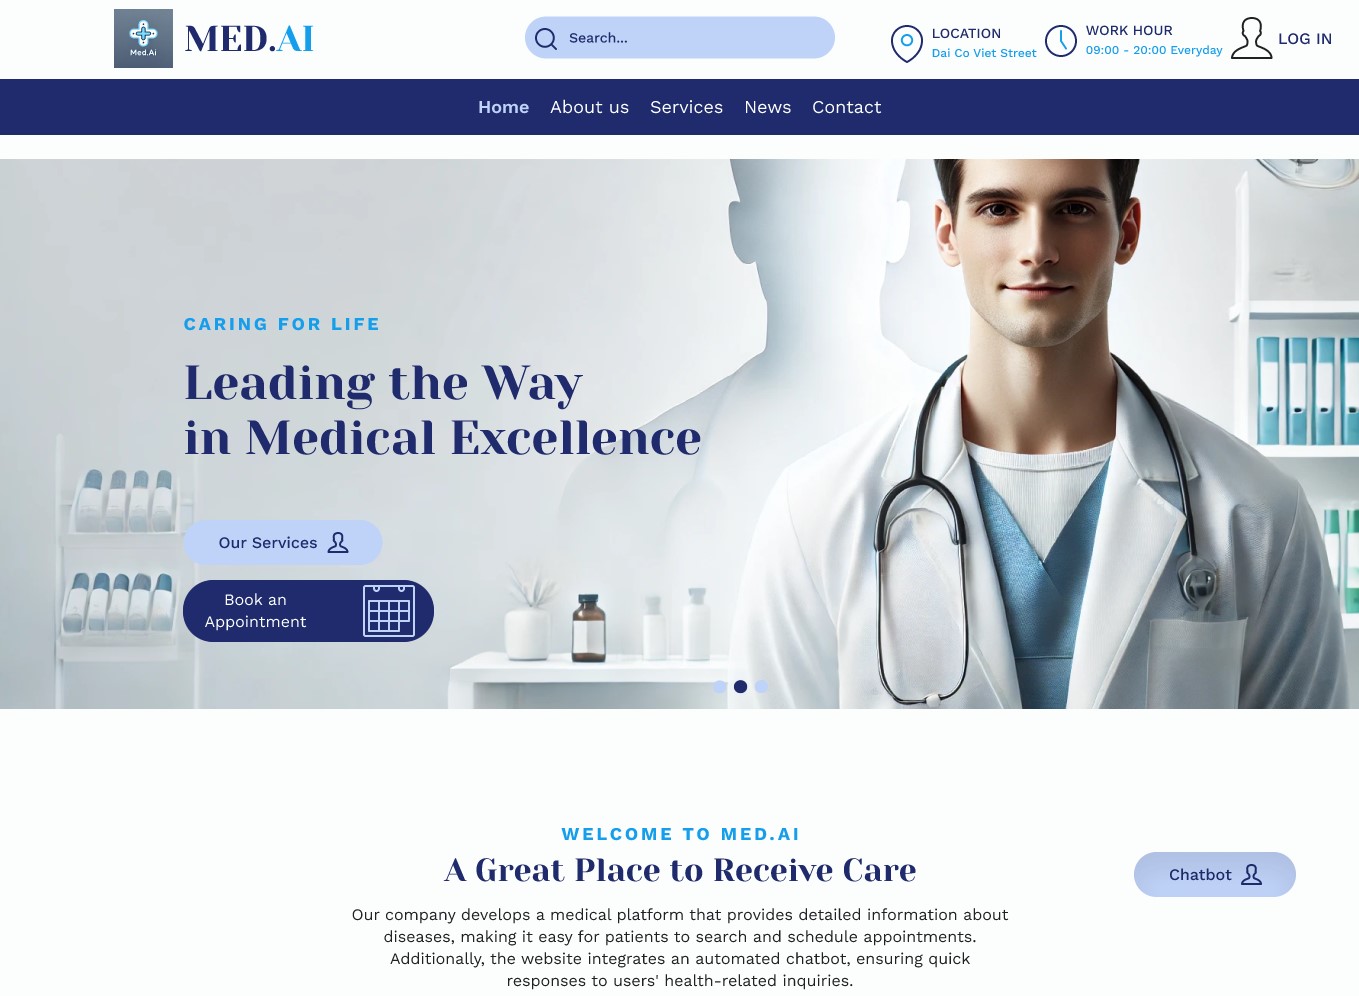 Med.Ai
MED.AI
Search...
LOCATION
Dai Co Viet Street
WORK HOUR
09:00 - 20:00 Everyday
LOG IN
Home About us Services News Contact
CARING FOR LIFE
Leading the Way
in Medical Excellence
Our Services
Book an
Appointment
WELCOME TO MED.AI
A Great Place to Receive Care
Chatbot
Our company develops a medical platform that provides detailed information about
diseases, making it easy for patients to search and schedule appointments.
Additionally, the website integrates an automated chatbot, ensuring quick
responses to users' health-related inquiries.